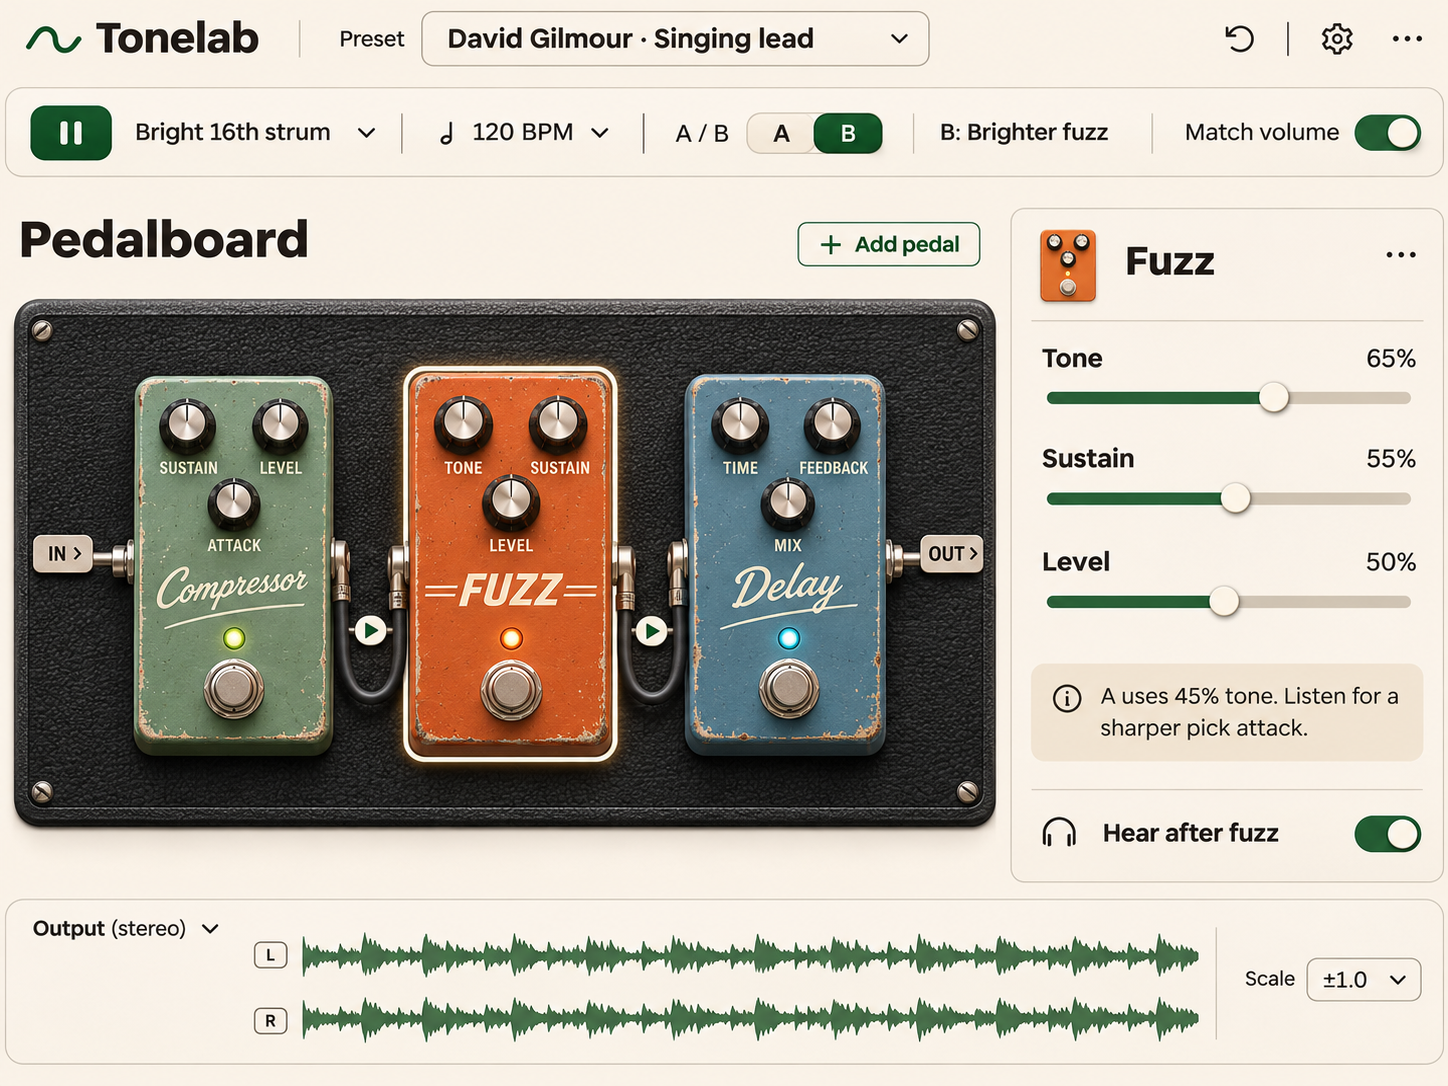 Tonelab
Preset
David Gilmour · Singing lead
Bright 16th strum
120 BPM
A / B
A
B
B: Brighter fuzz
Match volume
Pedalboard
+ Add pedal
Fuzz
Tone 65%
Sustain 55%
Level 50%
A uses 45% tone. Listen for a
sharper pick attack.
Hear after fuzz
IN >
SUSTAIN LEVEL
ATTACK
Compressor
TONE SUSTAIN
LEVEL
FUZZ
TIME FEEDBACK
MIX
Delay
OUT >
Output (stereo)
L
R
Scale ±1.0